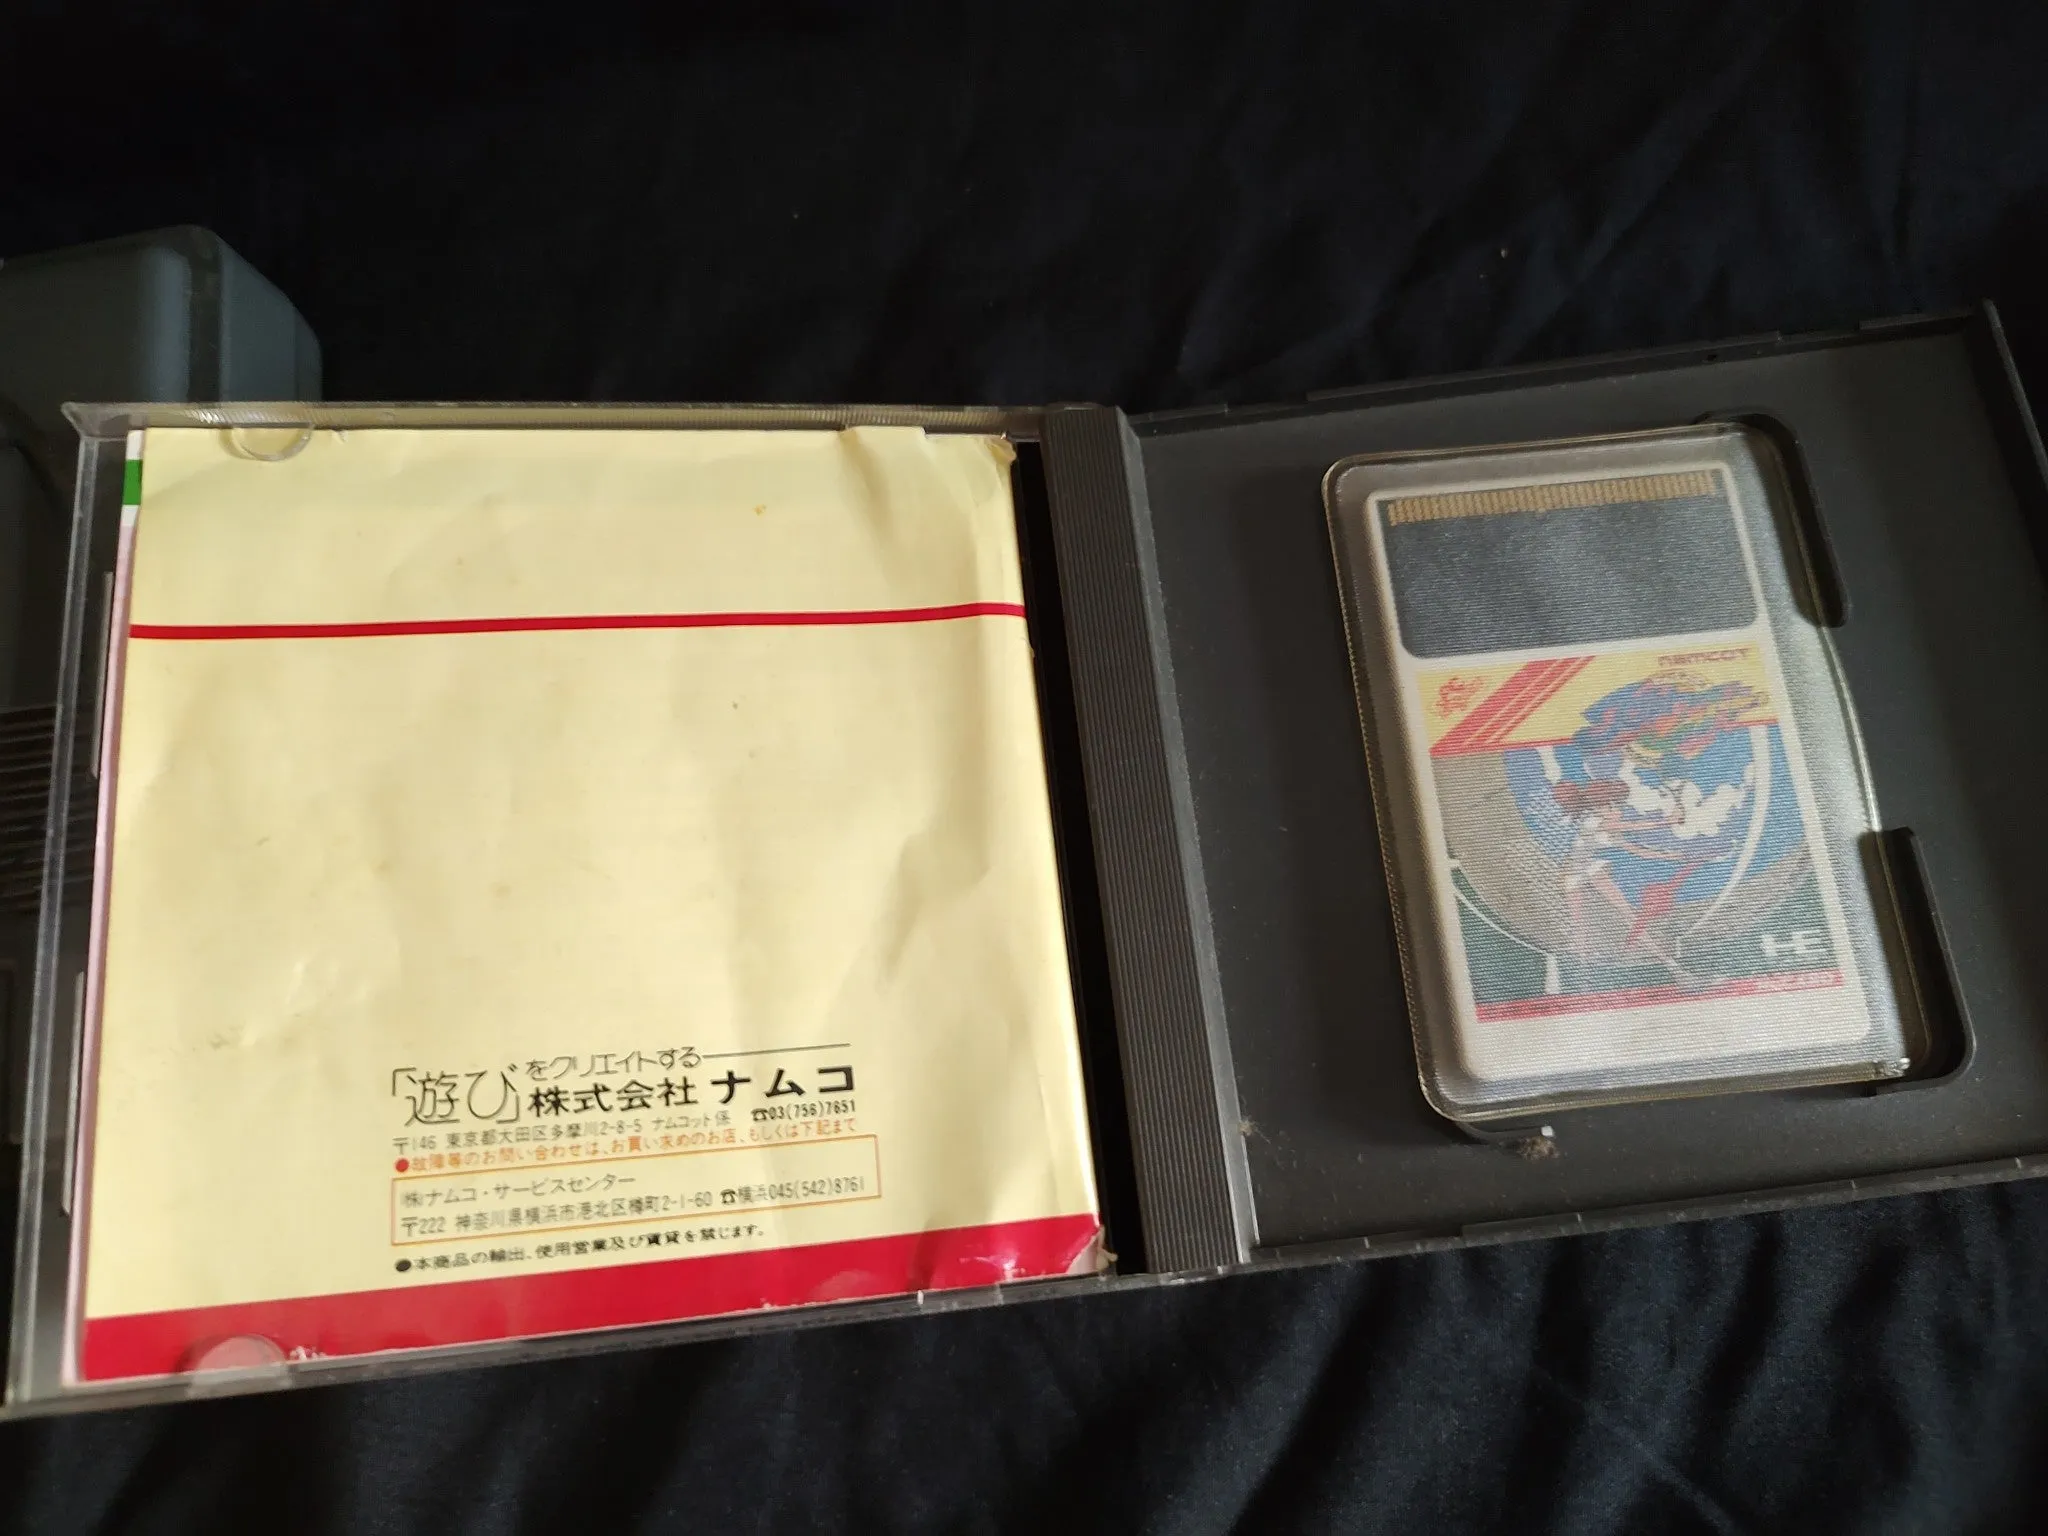 「遊び」をクリエイトする
株式会社ナムコ
〒146 東京都大田区多摩川2-8-5 ナムコット係 ☎03(756)7651
●故障等のお問い合わせは、お買い求めのお店、もしくは下記まで
㈱ナムコ・サービスセンター
〒222 神奈川県横浜市港北区樽町2-1-60 ☎横浜045(542)8761
●本商品の輸出、使用営業及び賃貸を禁じます。
namcot
HE